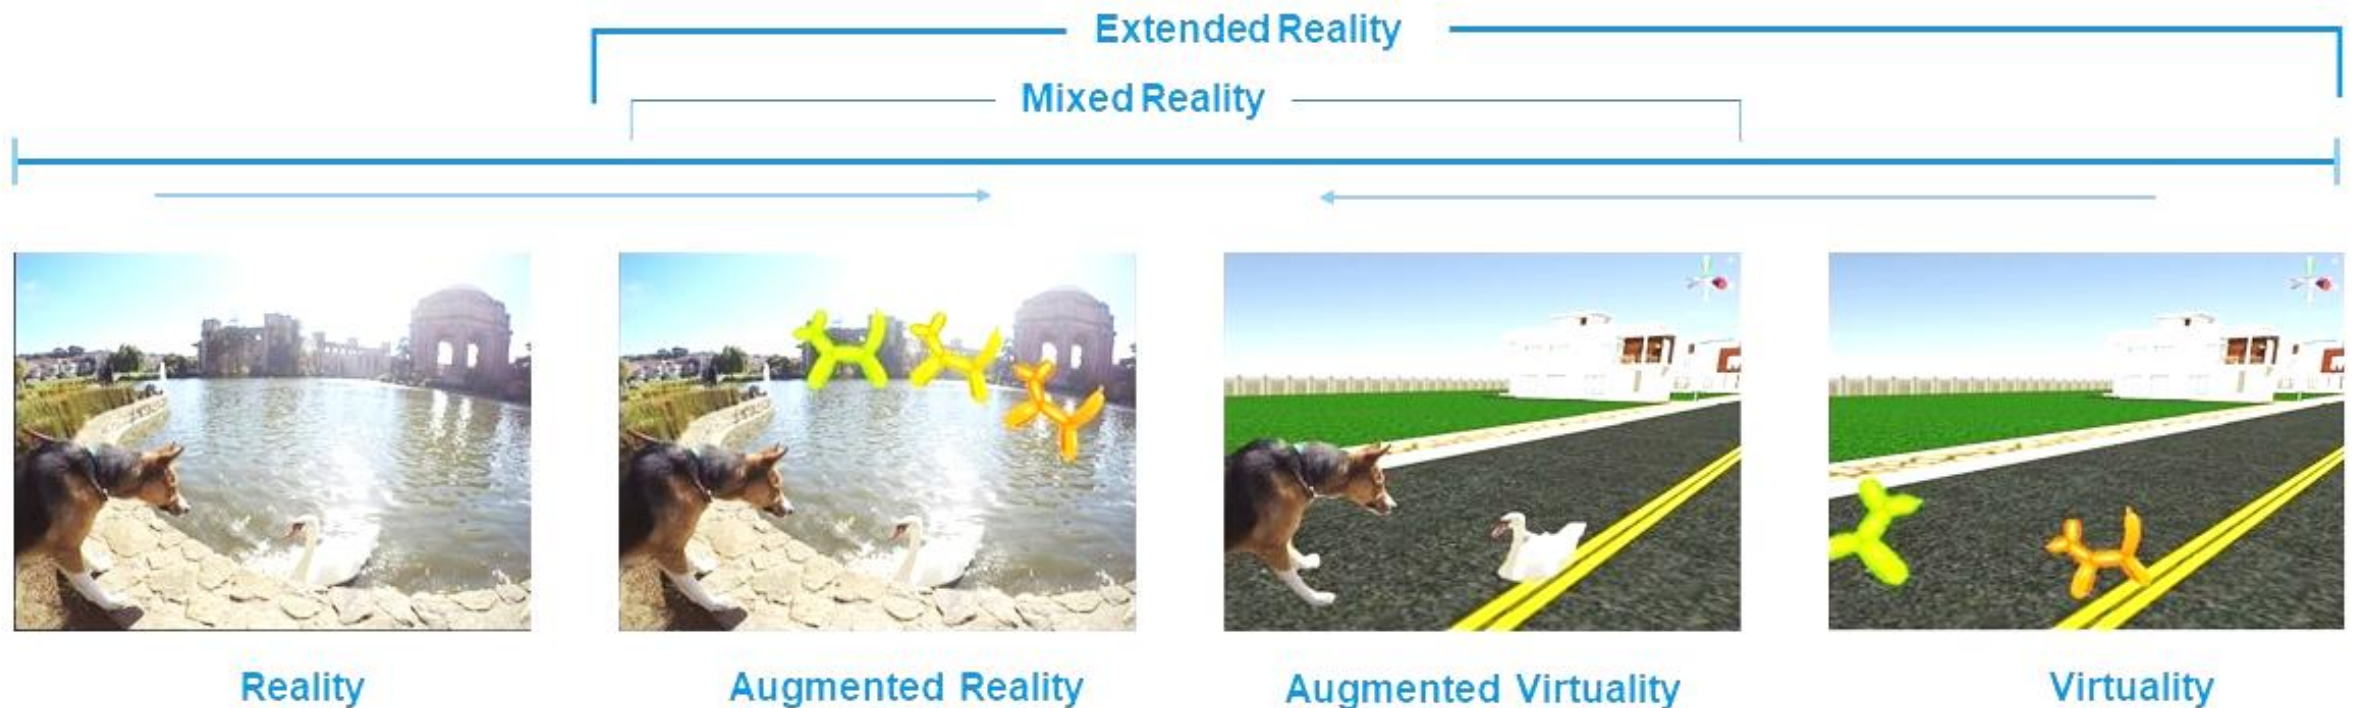 Extended Reality
Mixed Reality
Reality
Augmented Reality
Augmented Virtuality
Virtuality